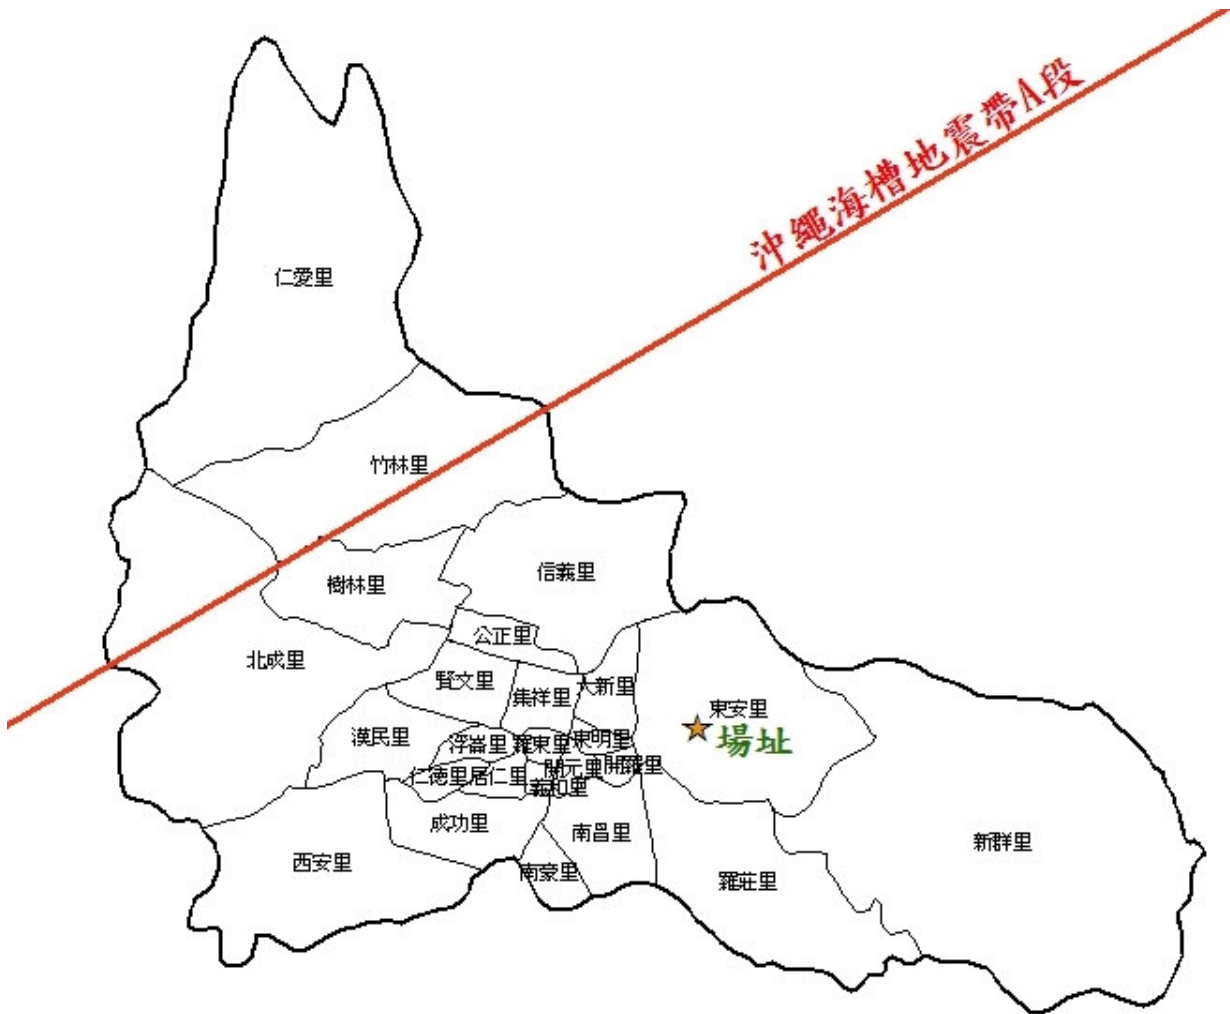 沖繩海槽地震帶A段
仁愛里
竹林里
信義里
樹林里
公正里
北成里
賢文里
大新里
集祥里
東安里
漢民里
浮崙里
羅東里
東明里
場址
仁德里
居仁里
開元里
開羅里
義和里
成功里
南昌里
新群里
西安里
南豪里
羅莊里